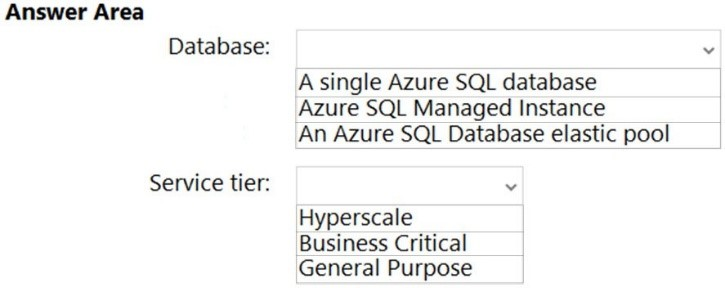 Answer Area
Database:
A single Azure SQL database
Azure SQL Managed Instance
An Azure SQL Database elastic pool
Service tier:
Hyperscale
Business Critical
General Purpose